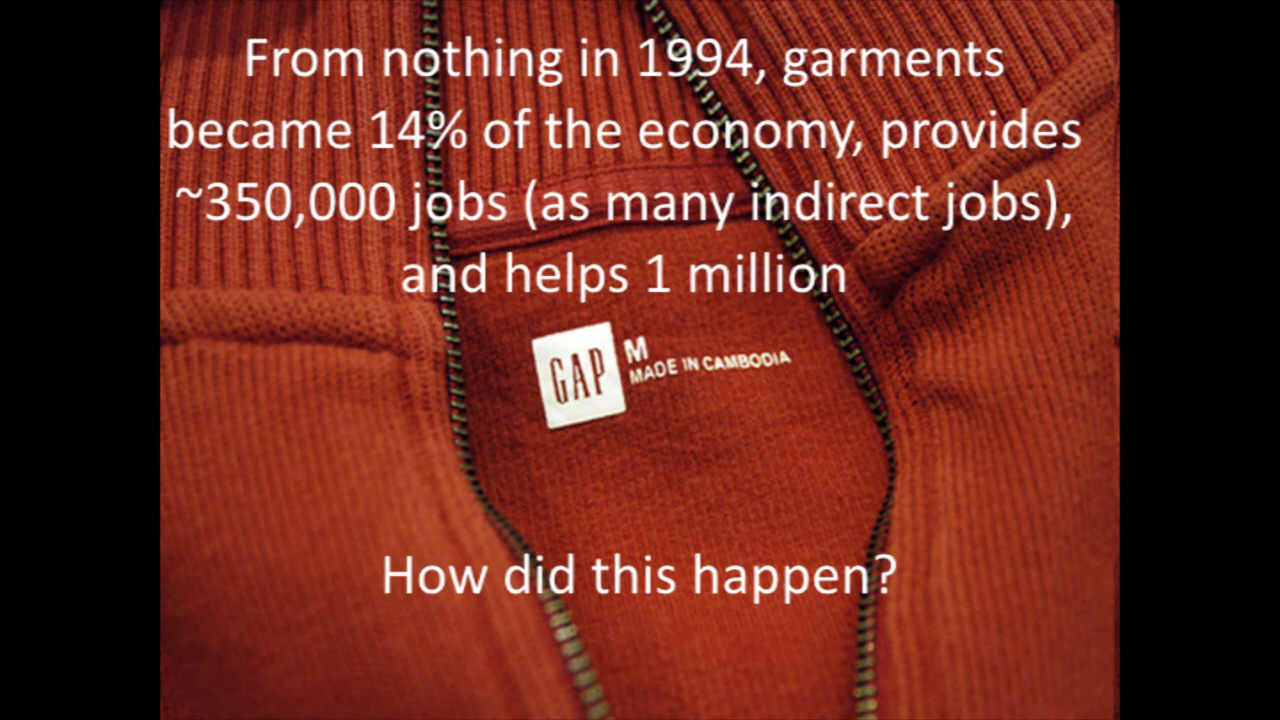 From nothing in 1994, garments
became 14% of the economy, provides
~350,000 jobs (as many indirect jobs),
and helps 1 million
GAP M
MADE IN CAMBODIA
How did this happen?